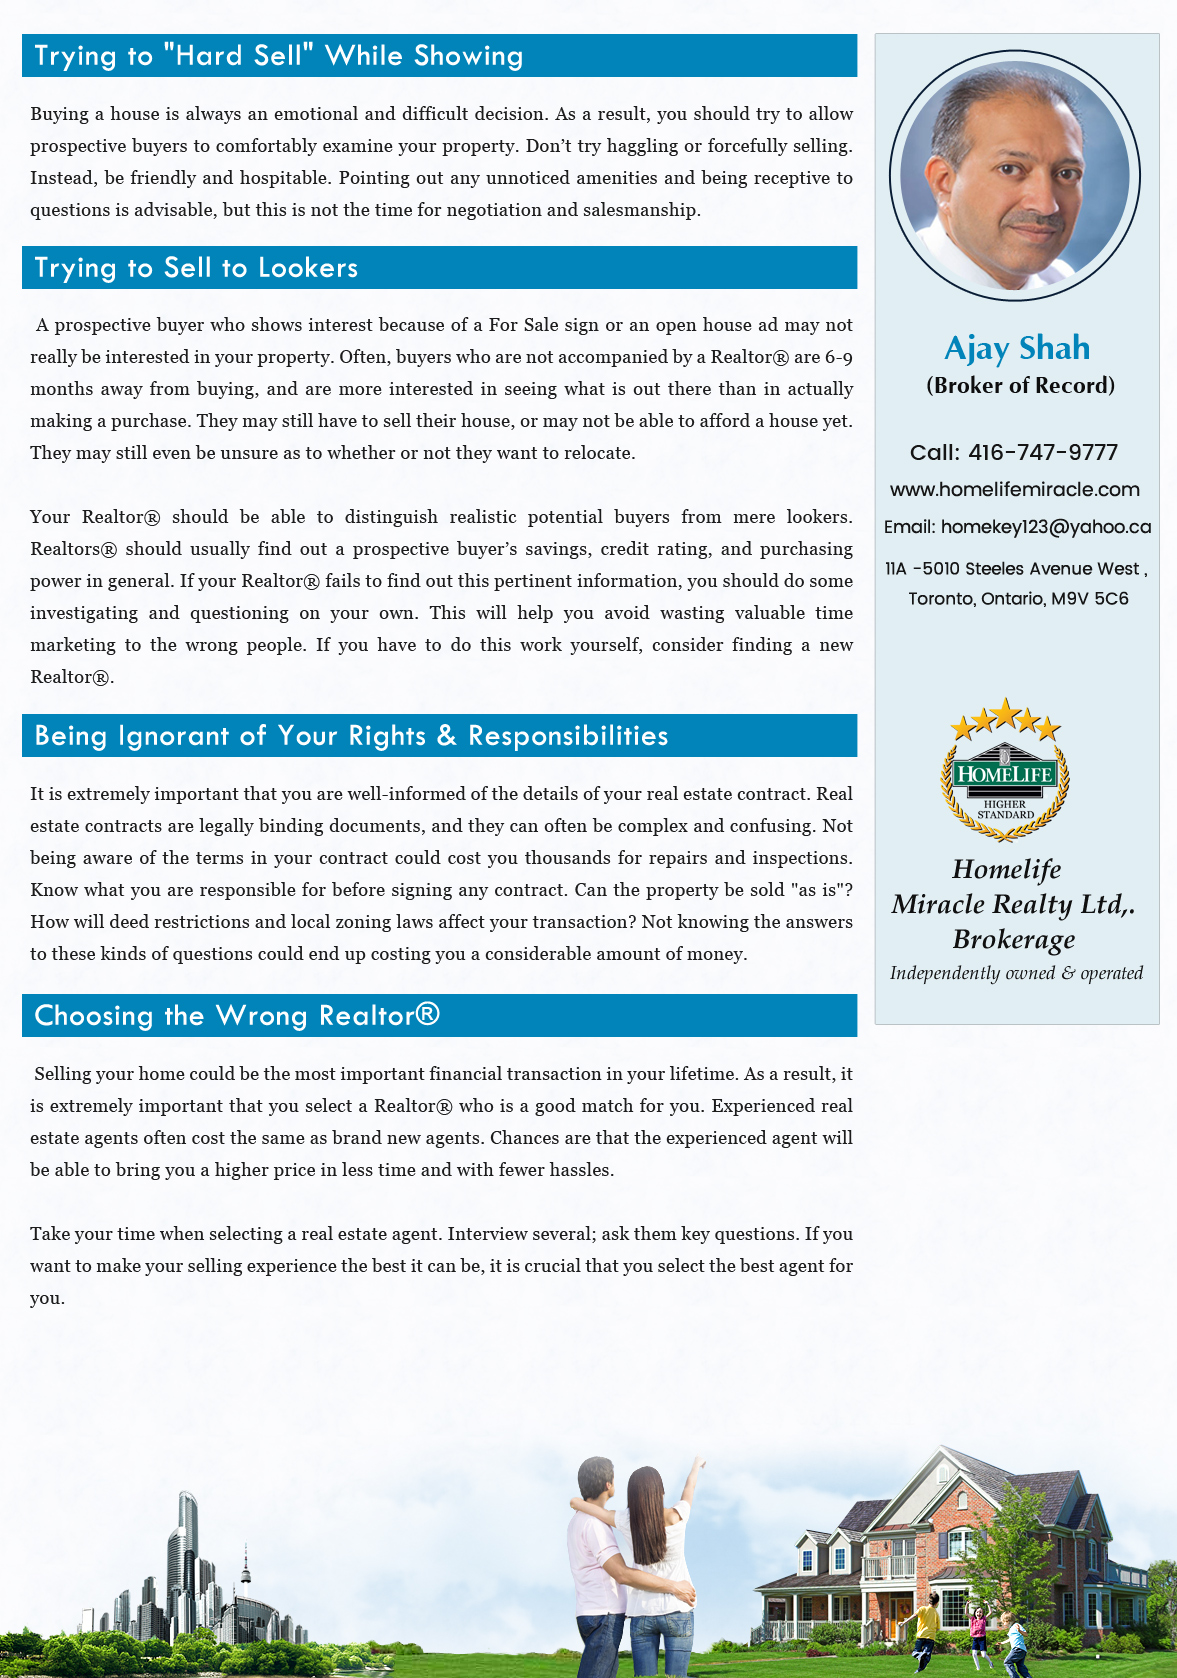 Trying to "Hard Sell" While Showing
Buying a house is always an emotional and difficult decision. As a result, you should try to allow
prospective buyers to comfortably examine your property. Don’t try haggling or forcefully selling.
Instead, be friendly and hospitable. Pointing out any unnoticed amenities and being receptive to
questions is advisable, but this is not the time for negotiation and salesmanship.
Trying to Sell to Lookers
A prospective buyer who shows interest because of a For Sale sign or an open house ad may not
really be interested in your property. Often, buyers who are not accompanied by a Realtor® are 6-9
months away from buying, and are more interested in seeing what is out there than in actually
making a purchase. They may still have to sell their house, or may not be able to afford a house yet.
They may still even be unsure as to whether or not they want to relocate.
Your Realtor® should be able to distinguish realistic potential buyers from mere lookers.
Realtors® should usually find out a prospective buyer’s savings, credit rating, and purchasing
power in general. If your Realtor® fails to find out this pertinent information, you should do some
investigating and questioning on your own. This will help you avoid wasting valuable time
marketing to the wrong people. If you have to do this work yourself, consider finding a new
Realtor®.
Being Ignorant of Your Rights & Responsibilities
It is extremely important that you are well-informed of the details of your real estate contract. Real
estate contracts are legally binding documents, and they can often be complex and confusing. Not
being aware of the terms in your contract could cost you thousands for repairs and inspections.
Know what you are responsible for before signing any contract. Can the property be sold "as is"?
How will deed restrictions and local zoning laws affect your transaction? Not knowing the answers
to these kinds of questions could end up costing you a considerable amount of money.
Choosing the Wrong Realtor®
Selling your home could be the most important financial transaction in your lifetime. As a result, it
is extremely important that you select a Realtor® who is a good match for you. Experienced real
estate agents often cost the same as brand new agents. Chances are that the experienced agent will
be able to bring you a higher price in less time and with fewer hassles.
Take your time when selecting a real estate agent. Interview several; ask them key questions. If you
want to make your selling experience the best it can be, it is crucial that you select the best agent for
you.
Ajay Shah
(Broker of Record)
Call: 416-747-9777
www.homelifemiracle.com
Email: homekey123@yahoo.ca
11A -5010 Steeles Avenue West ,
Toronto, Ontario, M9V 5C6
HOMELIFE
HIGHER
STANDARD
Homelife
Miracle Realty Ltd,.
Brokerage
Independently owned & operated